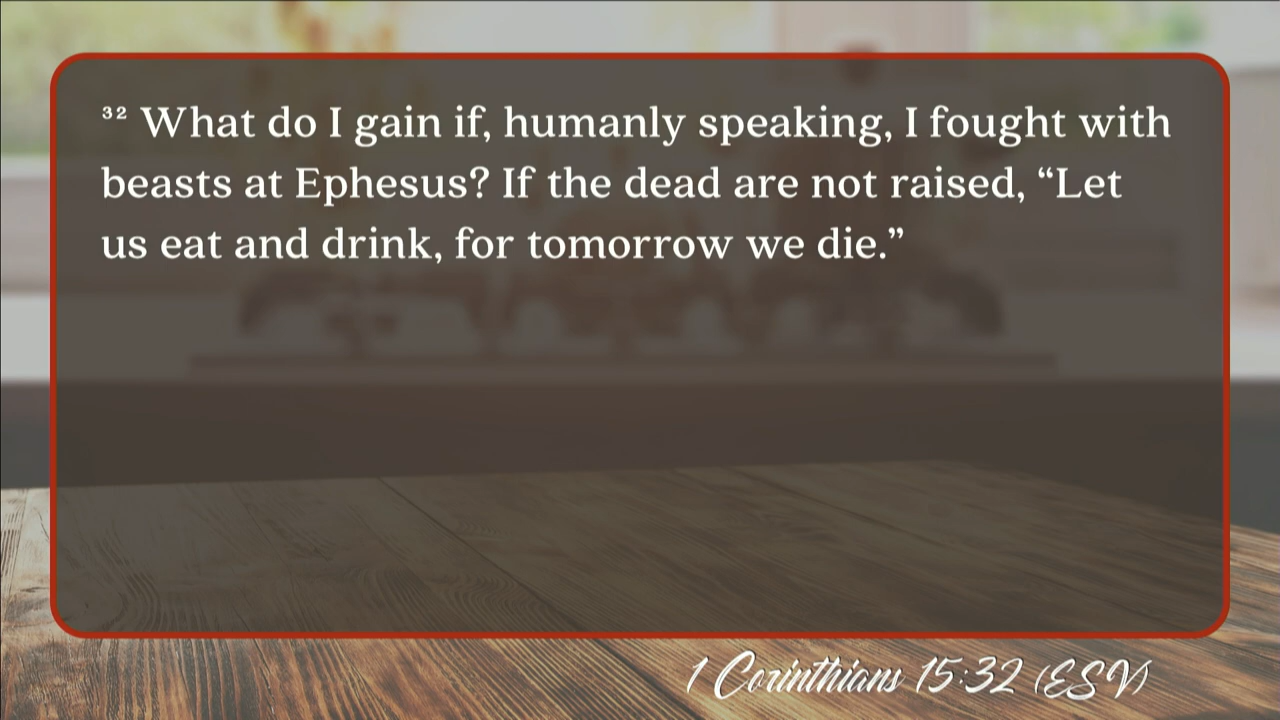 ³² What do I gain if, humanly speaking, I fought with
beasts at Ephesus? If the dead are not raised, “Let
us eat and drink, for tomorrow we die.”
1 Corinthians 15:32 (ESV)